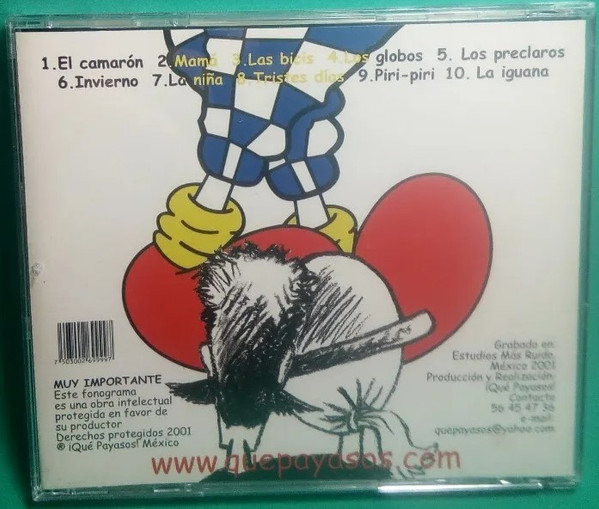 1.El camarón 2.Mamá 3.Las bicis 4.Los globos 5. Los preclaros
6.Invierno 7.La niña 8.Tristes días 9.Piri-piri 10. La iguana
7 503002 699997
MUY IMPORTANTE
Este fonograma
es una obra intelectual
protegida en favor de
su productor
Derechos protegidos 2001
® ¡Qué Payasos! México
Grabado en:
Estudios Más Ruido,
México 2001
Producción y Realización:
¡Qué Payasos!
Contacto
56 45 47 36
e-mail:
quepayasos@yahoo.com
www.quepayasos.com